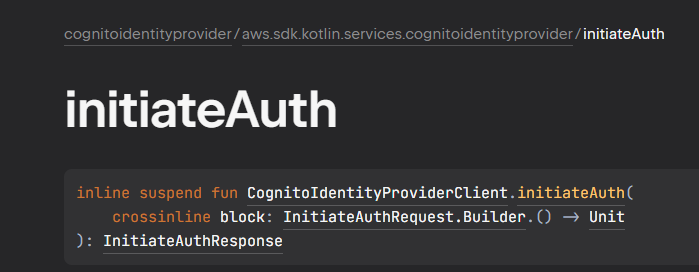 cognitoidentityprovider/aws.sdk.kotlin.services.cognitoidentityprovider/initiateAuth
initiateAuth
inline suspend fun CognitoIdentityProviderClient.initiateAuth(
    crossinline block: InitiateAuthRequest.Builder.() -> Unit
): InitiateAuthResponse